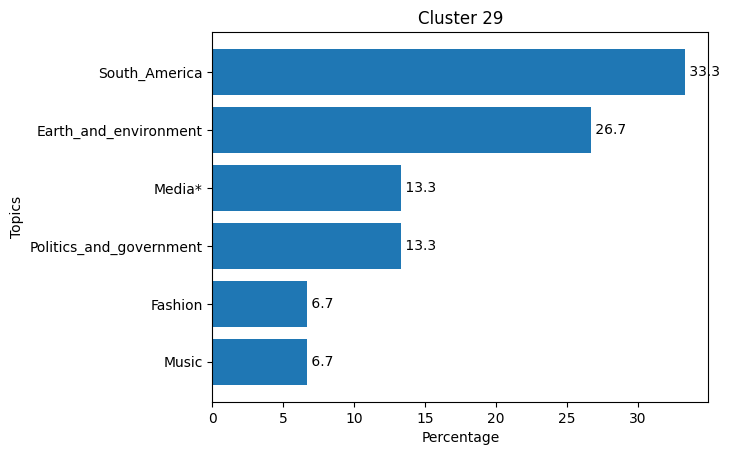 Cluster 29
South_America 33.3
Earth_and_environment 26.7
Media* 13.3
Politics_and_government 13.3
Fashion 6.7
Music 6.7
Topics
0 5 10 15 20 25 30
Percentage